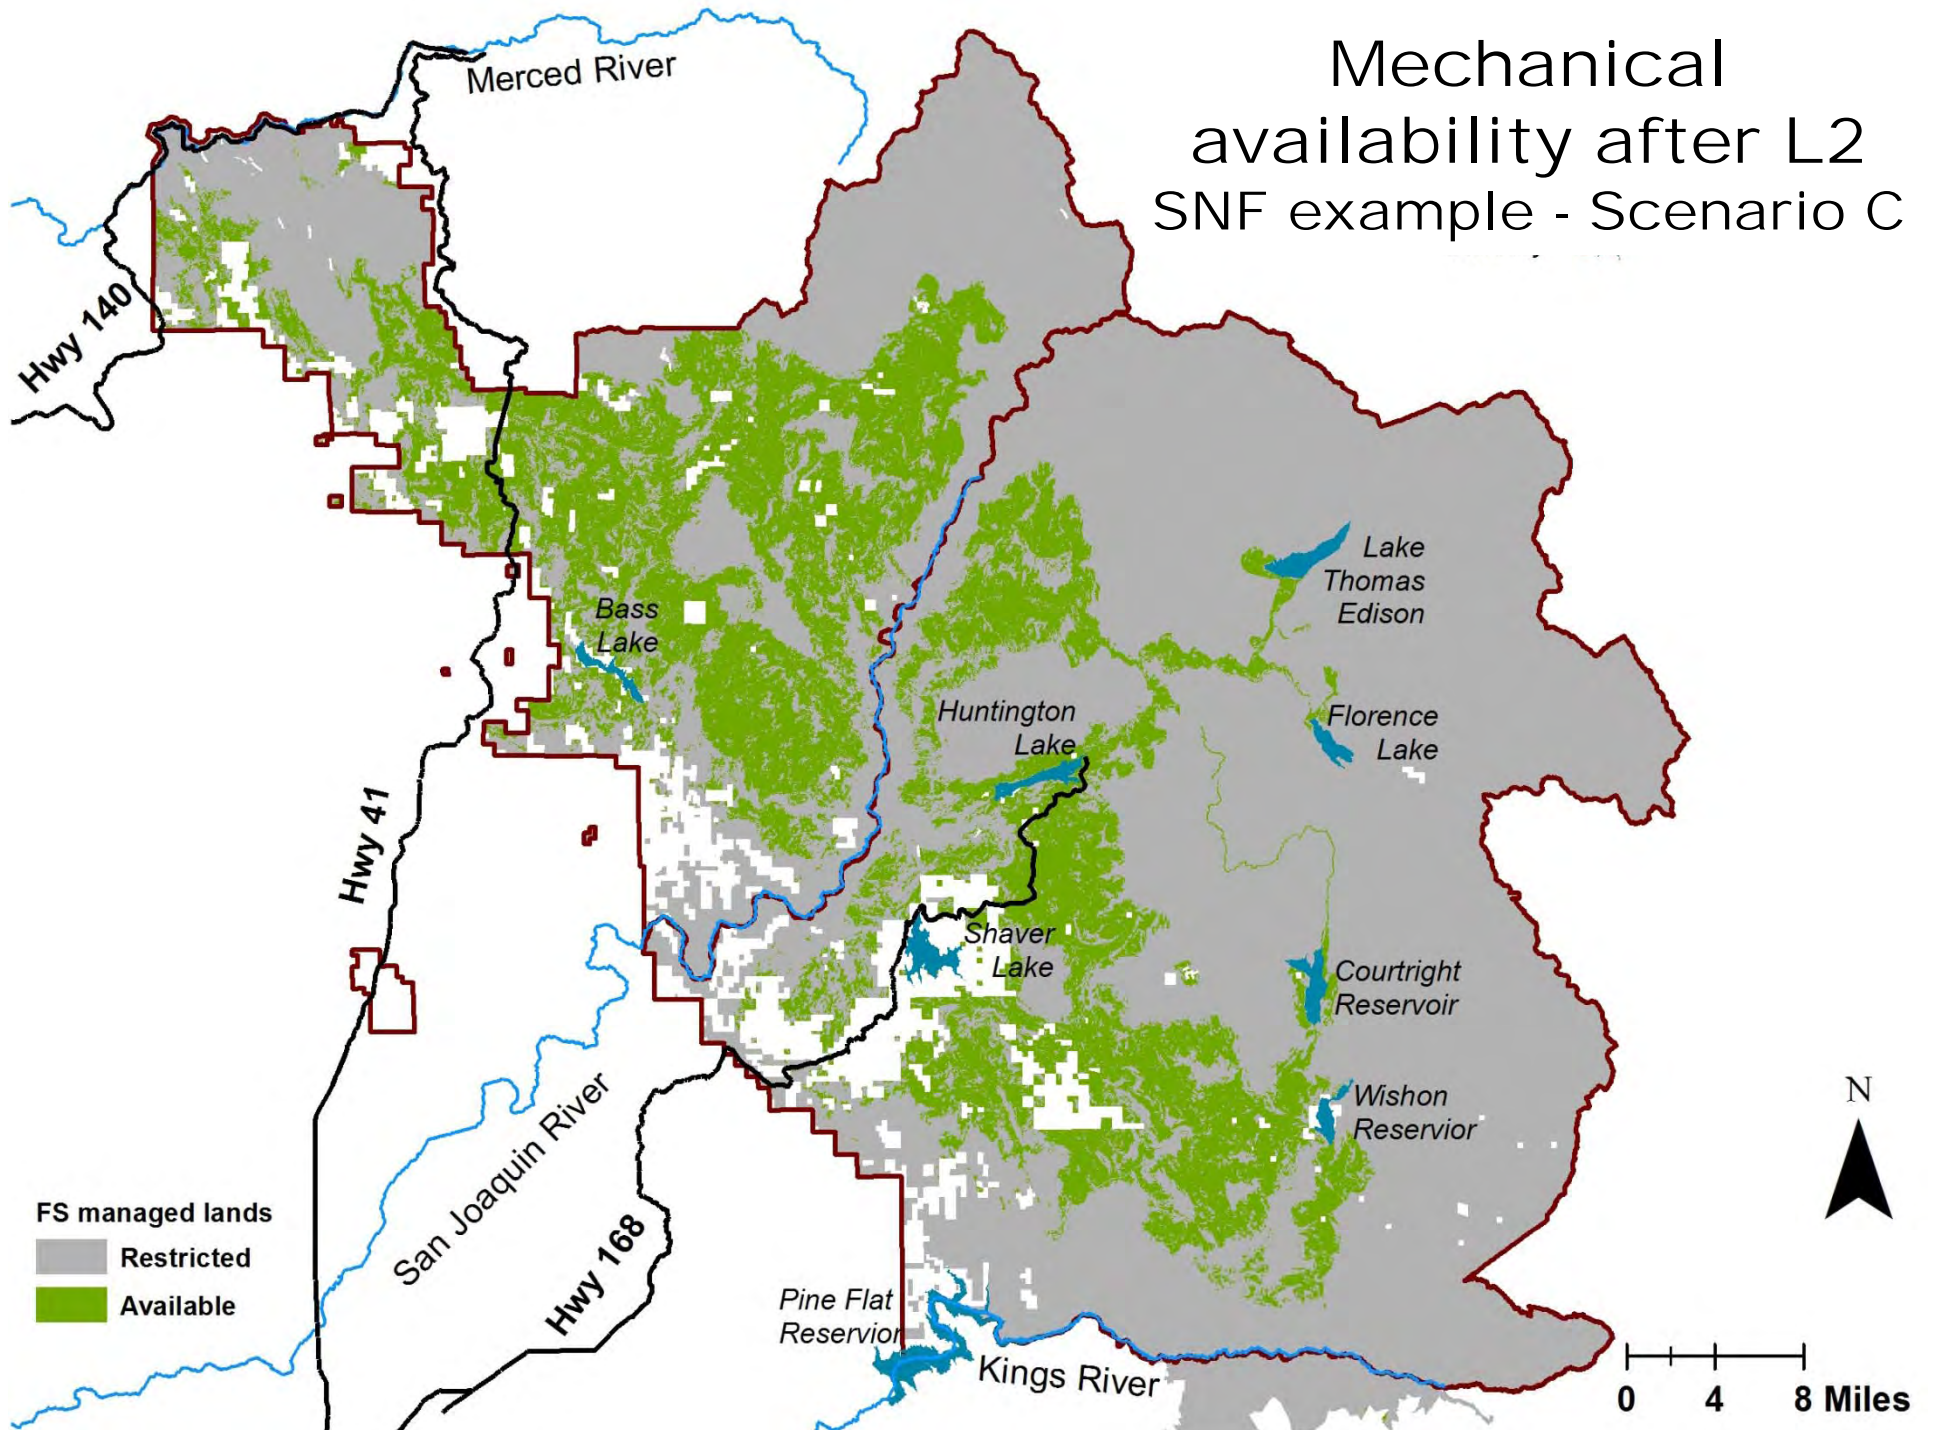 Mechanical
availability after L2
SNF example - Scenario C
Merced River
Hwy 140
Lake
Thomas
Edison
Bass
Lake
Huntington
Lake
Florence
Lake
Hwy 41
Shaver
Lake
Courtright
Reservoir
Wishon
Reservior
San Joaquin River
Hwy 168
Pine Flat
Reservior
Kings River
FS managed lands
Restricted
Available
N
0 4 8 Miles